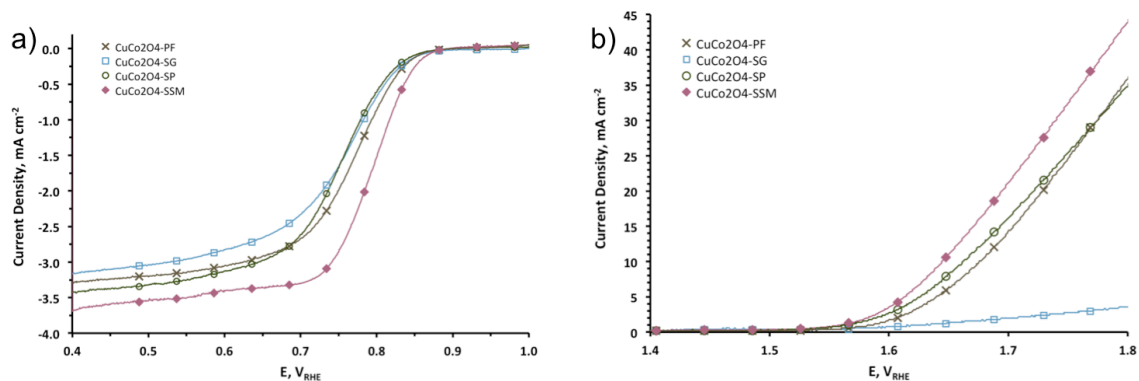 a)
CuCo2O4-PF
CuCo2O4-SG
CuCo2O4-SP
CuCo2O4-SSM
0.0
-0.5
-1.0
-1.5
-2.0
-2.5
-3.0
-3.5
-4.0
Current Density, mA cm-2
0.4 0.5 0.6 0.7 0.8 0.9 1.0
E, VRHE
b)
CuCo2O4-PF
CuCo2O4-SG
CuCo2O4-SP
CuCo2O4-SSM
45
40
35
30
25
20
15
10
5
0
Current Density, mA cm-2
1.4 1.5 1.6 1.7 1.8
E, VRHE